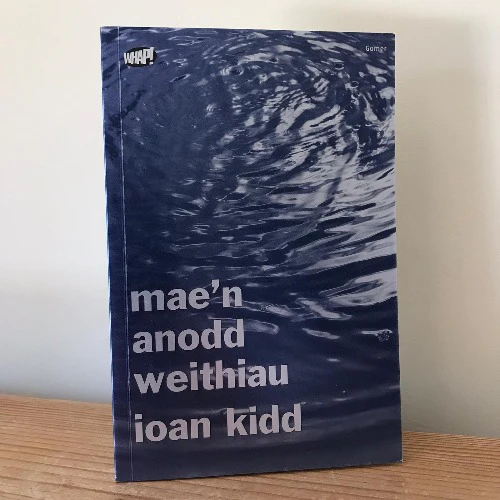 WHAP!
Gomer
mae'n
anodd
weithiau
ioan kidd